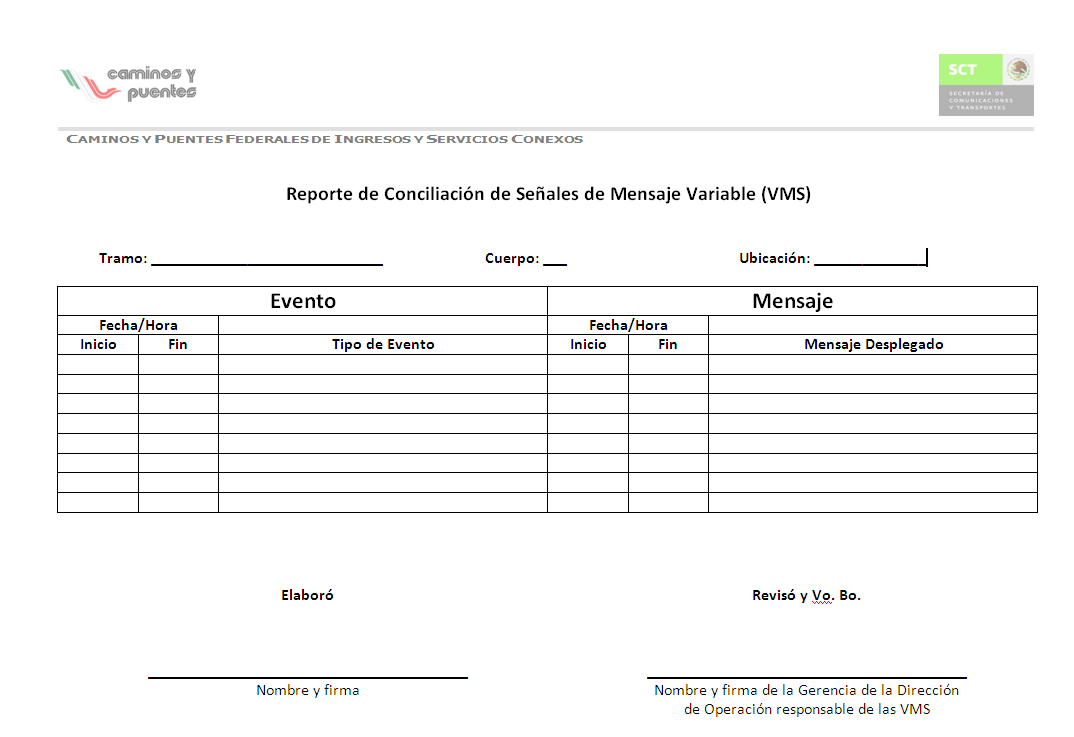 caminos y
puentes
SCT
SECRETARÍA DE
COMUNICACIONES
Y TRANSPORTES
CAMINOS Y PUENTES FEDERALES DE INGRESOS Y SERVICIOS CONEXOS
Reporte de Conciliación de Señales de Mensaje Variable (VMS)
Tramo: _____________________________ Cuerpo: ___ Ubicación: ______________
Evento Mensaje
Fecha/Hora Fecha/Hora
Inicio Fin Tipo de Evento Inicio Fin Mensaje Desplegado
Elaboró Revisó y Vo. Bo.
Nombre y firma Nombre y firma de la Gerencia de la Dirección
de Operación responsable de las VMS